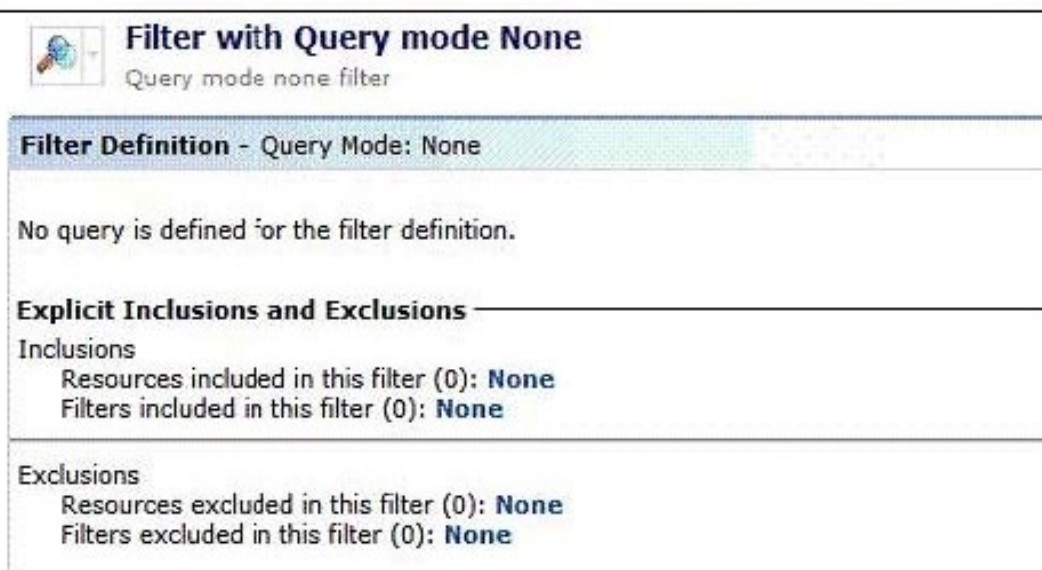 Filter with Query mode None
Query mode none filter
Filter Definition - Query Mode: None
No query is defined for the filter definition.
Explicit Inclusions and Exclusions
Inclusions
Resources included in this filter (0): None
Filters included in this filter (0): None
Exclusions
Resources excluded in this filter (0): None
Filters excluded in this filter (0): None